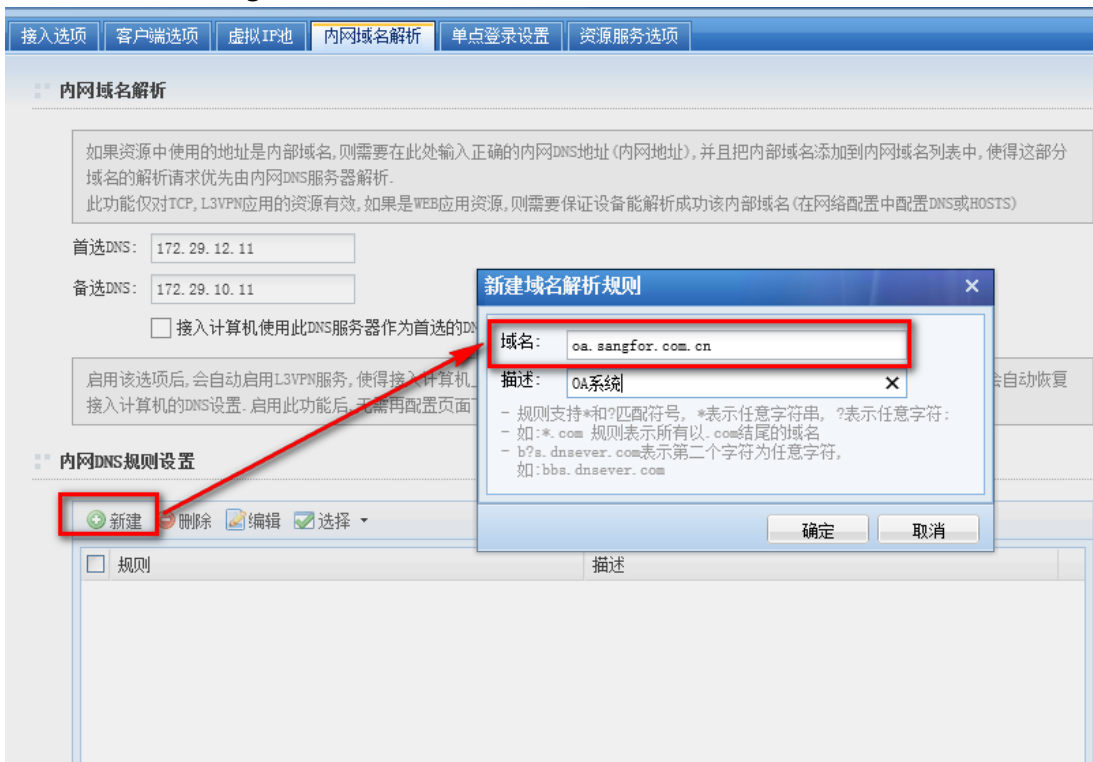 接入选项 客户端选项 虚拟IP池 内网域名解析 单点登录设置 资源服务选项
内网域名解析
如果资源中使用的地址是内部域名,则需要在此处输入正确的内网DNS地址(内网地址),并且把内部域名添加到内网域名列表中,使得这部分
域名的解析请求优先由内网DNS服务器解析.
此功能仅对TCP,L3VPN应用的资源有效,如果是WEB应用资源,则需要保证设备能解析成功该内部域名(在网络配置中配置DNS或HOSTS)
首选DNS: 172.29.12.11
备选DNS: 172.29.10.11
接入计算机使用此DNS服务器作为首选的DN
启用该选项后,会自动启用L3VPN服务,使得接入计算机
会自动恢复
接入计算机的DNS设置.启用此功能后,无需再配置页面
新建域名解析规则
域名: oa.sangfor.com.cn
描述: OA系统
- 规则支持*和?匹配符号, *表示任意字符串, ?表示任意字符:
- 如:*.com 规则表示所有以.com结尾的域名
- b?s.dnsever.com表示第二个字符为任意字符,
如:bbs.dnsever.com
确定 取消
内网DNS规则设置
新建 删除 编辑 选择
规则 描述